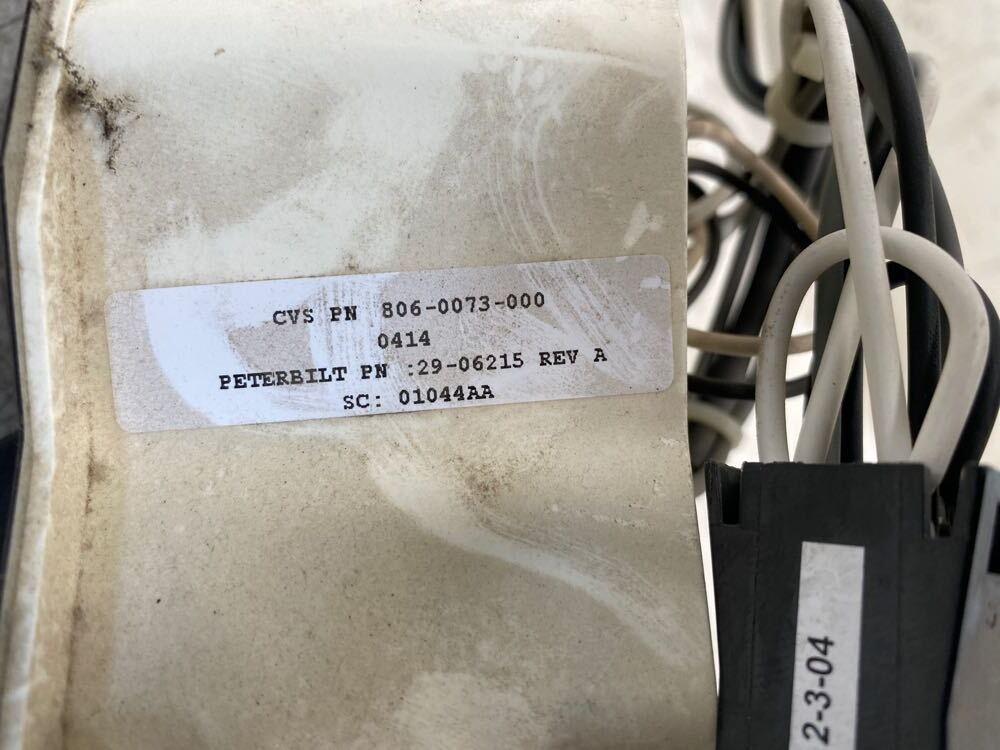 CVS PN 806-0073-000
0414
PETERBILT PN :29-06215 REV A
SC: 01044AA
2-3-04